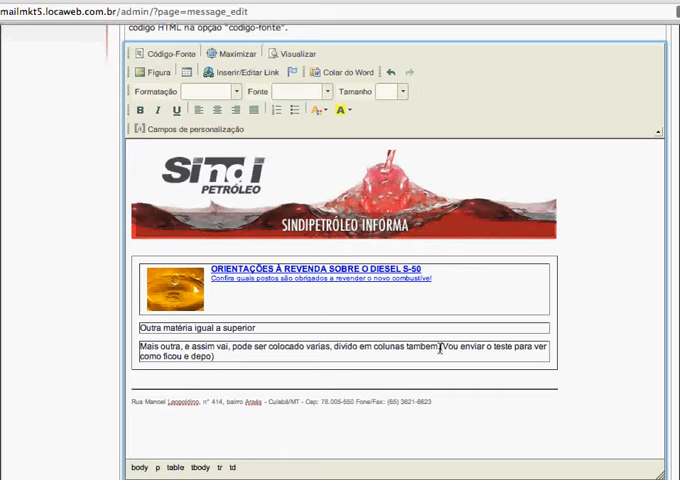 mailmkt5.locaweb.com.br/admin/?page=message_edit
código HTML na opção "código-fonte".
Código-Fonte Maximizar Visualizar
Figura Inserir/Editar Link Colar do Word
Formatação Fonte Tamanho
B I U A A
Campos de personalização
Sindi
PETRÓLEO
SINDIPETRÓLEO INFORMA
ORIENTAÇÕES À REVENDA SOBRE O DIESEL S-50
Confira quais postos são obrigados a revender o novo combustível
Outra matéria igual a superior
Mais outra, e assim vai, pode ser colocado varias, divido em colunas tambem (Vou enviar o teste para ver
como ficou e depo)
Rua Manoel Leopoldino, n° 414, bairro Araés - Cuiabá/MT - Cep: 78.005-550 Fone/Fax: (65) 3621-6623
body p table tbody tr td